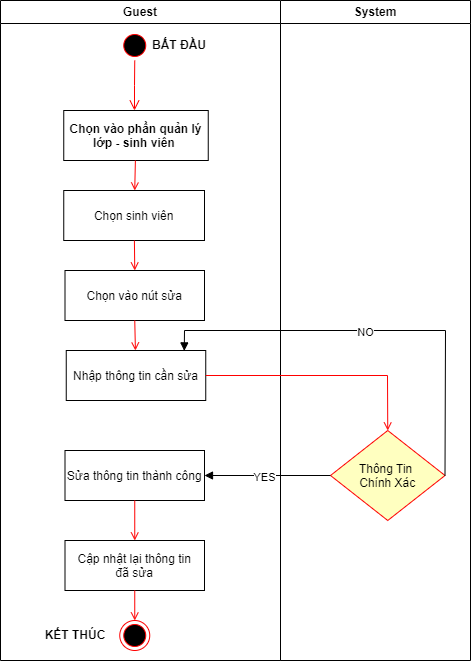 Guest
System
BẮT ĐẦU
Chọn vào phần quản lý
lớp - sinh viên
Chọn sinh viên
Chọn vào nút sửa
NO
Nhập thông tin cần sửa
Thông Tin
Chính Xác
Sửa thông tin thành công
YES
Cập nhật lại thông tin
đã sửa
KẾT THÚC